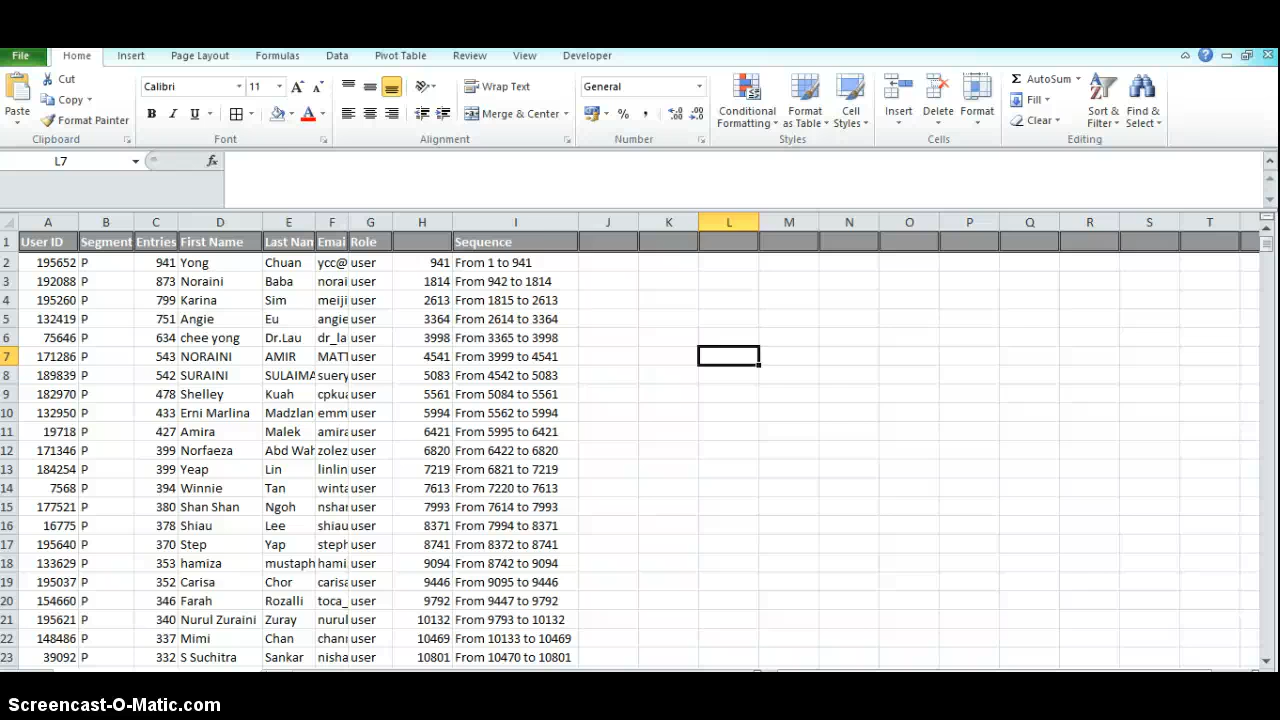 File Home Insert Page Layout Formulas Data Pivot Table Review View Developer
Cut Calibri 11 A A Wrap Text General AutoSum
Paste Copy B I U A Merge & Center % , Conditional Formatting Format as Table Cell Styles Insert Delete Format Fill Sort & Filter Find & Select
Format Painter Clear
Clipboard Font Alignment Number Styles Cells Editing
L7 fx
A B C D E F G H I J K L M N O P Q R S T
1 User ID Segment Entries First Name Last Nan Emai Role Sequence
2 195652 P 941 Yong Chuan ycc@ user 941 From 1 to 941
3 192088 P 873 Noraini Baba norai user 1814 From 942 to 1814
4 195260 P 799 Karina Sim meiji user 2613 From 1815 to 2613
5 132419 P 751 Angie Eu angie user 3364 From 2614 to 3364
6 75646 P 634 chee yong Dr.Lau dr_la user 3998 From 3365 to 3998
7 171286 P 543 NORAINI AMIR MATT user 4541 From 3999 to 4541
8 189839 P 542 SURAINI SULAIMA suery user 5083 From 4542 to 5083
9 182970 P 478 Shelley Kuah cpkua user 5561 From 5084 to 5561
10 132950 P 433 Erni Marlina Madzlan emm user 5994 From 5562 to 5994
11 19718 P 427 Amira Malek amira user 6421 From 5995 to 6421
12 171346 P 399 Norfaeza Abd Wah zolez user 6820 From 6422 to 6820
13 184254 P 399 Yeap Lin linlin user 7219 From 6821 to 7219
14 7568 P 394 Winnie Tan winta user 7613 From 7220 to 7613
15 177521 P 380 Shan Shan Ngoh nshar user 7993 From 7614 to 7993
16 16775 P 378 Shiau Lee shiau user 8371 From 7994 to 8371
17 195640 P 370 Step Yap steph user 8741 From 8372 to 8741
18 133629 P 353 hamiza mustaph hami user 9094 From 8742 to 9094
19 195037 P 352 Carisa Chor carisa user 9446 From 9095 to 9446
20 154660 P 346 Farah Rozalli toca_ user 9792 From 9447 to 9792
21 195621 P 340 Nurul Zuraini Zuray nurul user 10132 From 9793 to 10132
22 148486 P 337 Mimi Chan chan user 10469 From 10133 to 10469
23 39092 P 332 S Suchitra Sankar nisha user 10801 From 10470 to 10801
Screencast-O-Matic.com